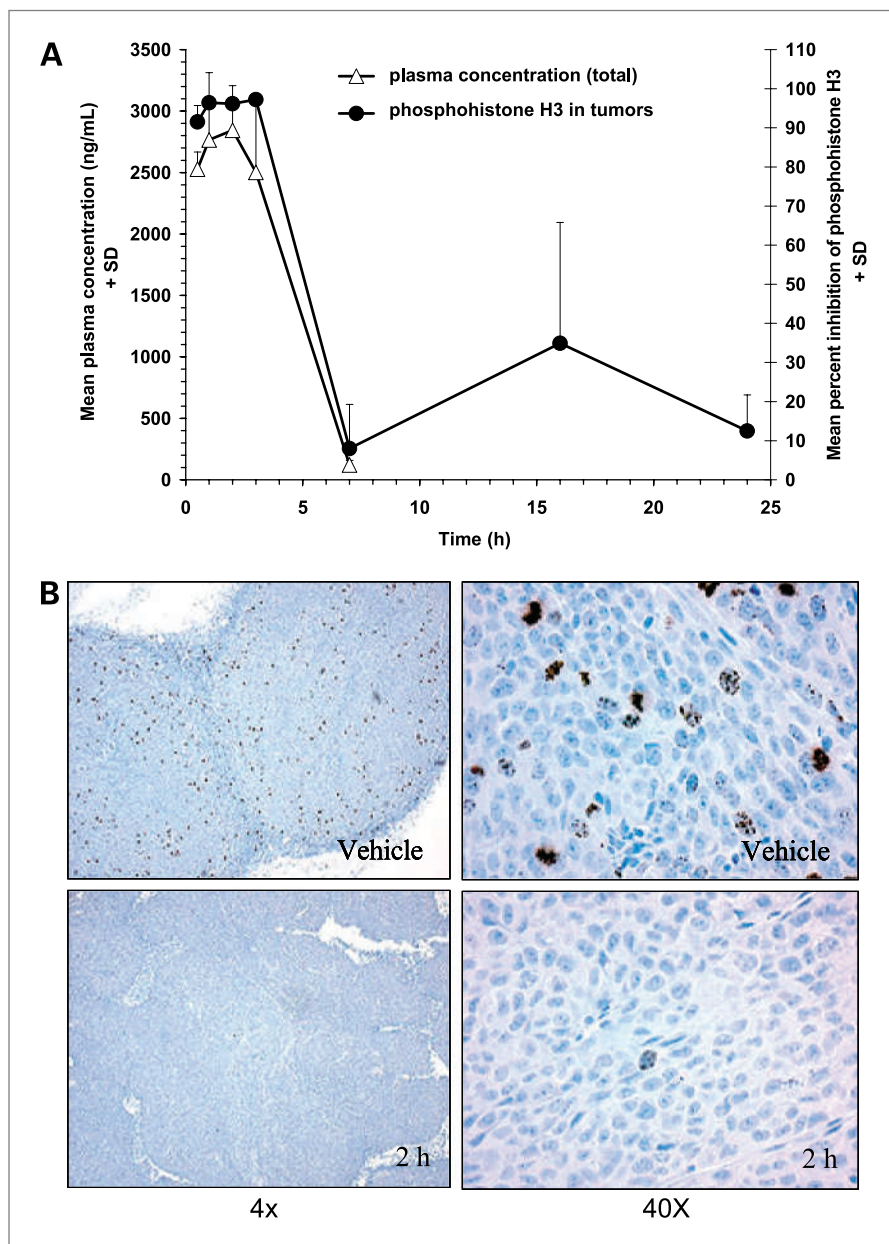 A
3500
3000
2500
2000
1500
1000
500
0
Mean plasma concentration (ng/mL)
+ SD
plasma concentration (total)
phosphohistone H3 in tumors
110
100
90
80
70
60
50
40
30
20
10
0
Mean percent inhibition of phosphohistone H3
+ SD
0 5 10 15 20 25
Time (h)
B
Vehicle Vehicle
2 h 2 h
4x 40X